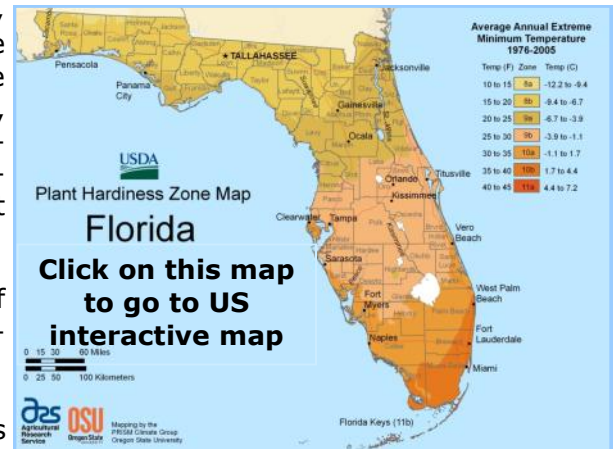 Average Annual Extreme
Minimum Temperature
1976-2005
Temp (F) Zone Temp (C)
10 to 15 8a -12.2 to -9.4
15 to 20 8b -9.4 to -6.7
20 to 25 9a -6.7 to -3.9
25 to 30 9b -3.9 to -1.1
30 to 35 10a -1.1 to 1.7
35 to 40 10b 1.7 to 4.4
40 to 45 11a 4.4 to 7.2
Pensacola
TALLAHASSEE
Jacksonville
Panama
City
Gainesville
Ocala
USDA
Plant Hardiness Zone Map
Florida
Orlando
Titusville
Kissimmee
Clearwater
Tampa
Vero
Beach
Sarasota
Click on this map
to go to US
interactive map
Fort
Myers
West Palm
Beach
Naples
Fort
Lauderdale
Miami
0 15 30 60 Miles
0 25 50 100 Kilometers
Agricultural
Research
Service
OSU
Oregon State
Mapping by the
PRISM Climate Group
Oregon State University
Florida Keys (11b)